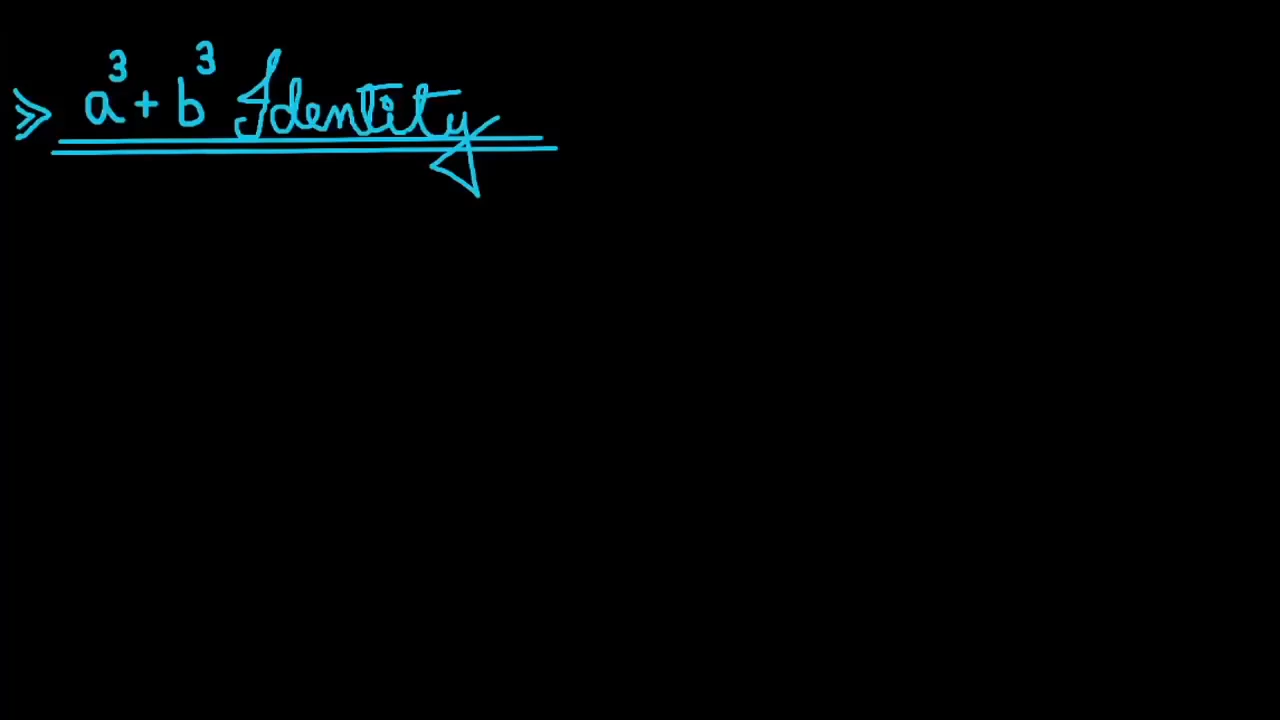 ⪢ a³ + b³ Identity